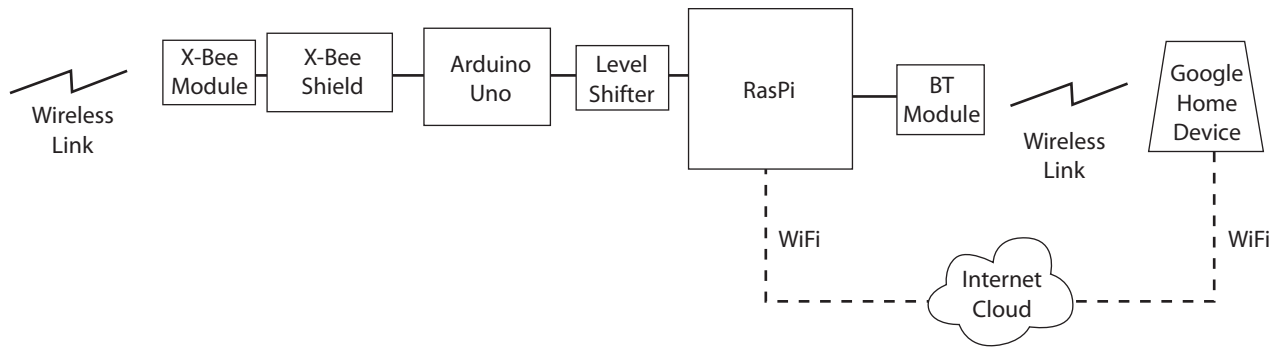 Wireless
Link
X-Bee
Module
X-Bee
Shield
Arduino
Uno
Level
Shifter
RasPi
BT
Module
Wireless
Link
Google
Home
Device
WiFi
Internet
Cloud
WiFi